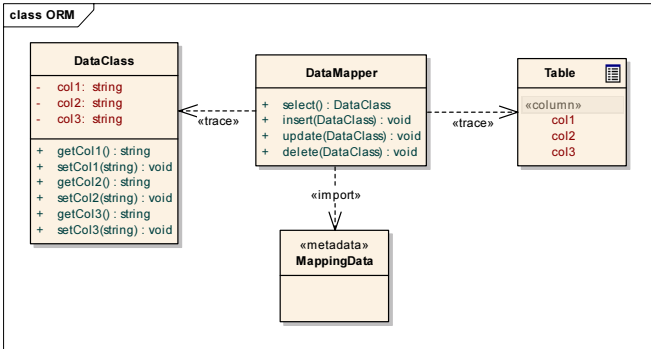 class ORM
DataClass
- col1: string
- col2: string
- col3: string
+ getCol1() : string
+ setCol1(string) : void
+ getCol2() : string
+ setCol2(string) : void
+ getCol3() : string
+ setCol3(string) : void
«trace»
DataMapper
+ select() : DataClass
+ insert(DataClass) : void
+ update(DataClass) : void
+ delete(DataClass) : void
«trace»
Table
«column»
col1
col2
col3
«import»
«metadata»
MappingData